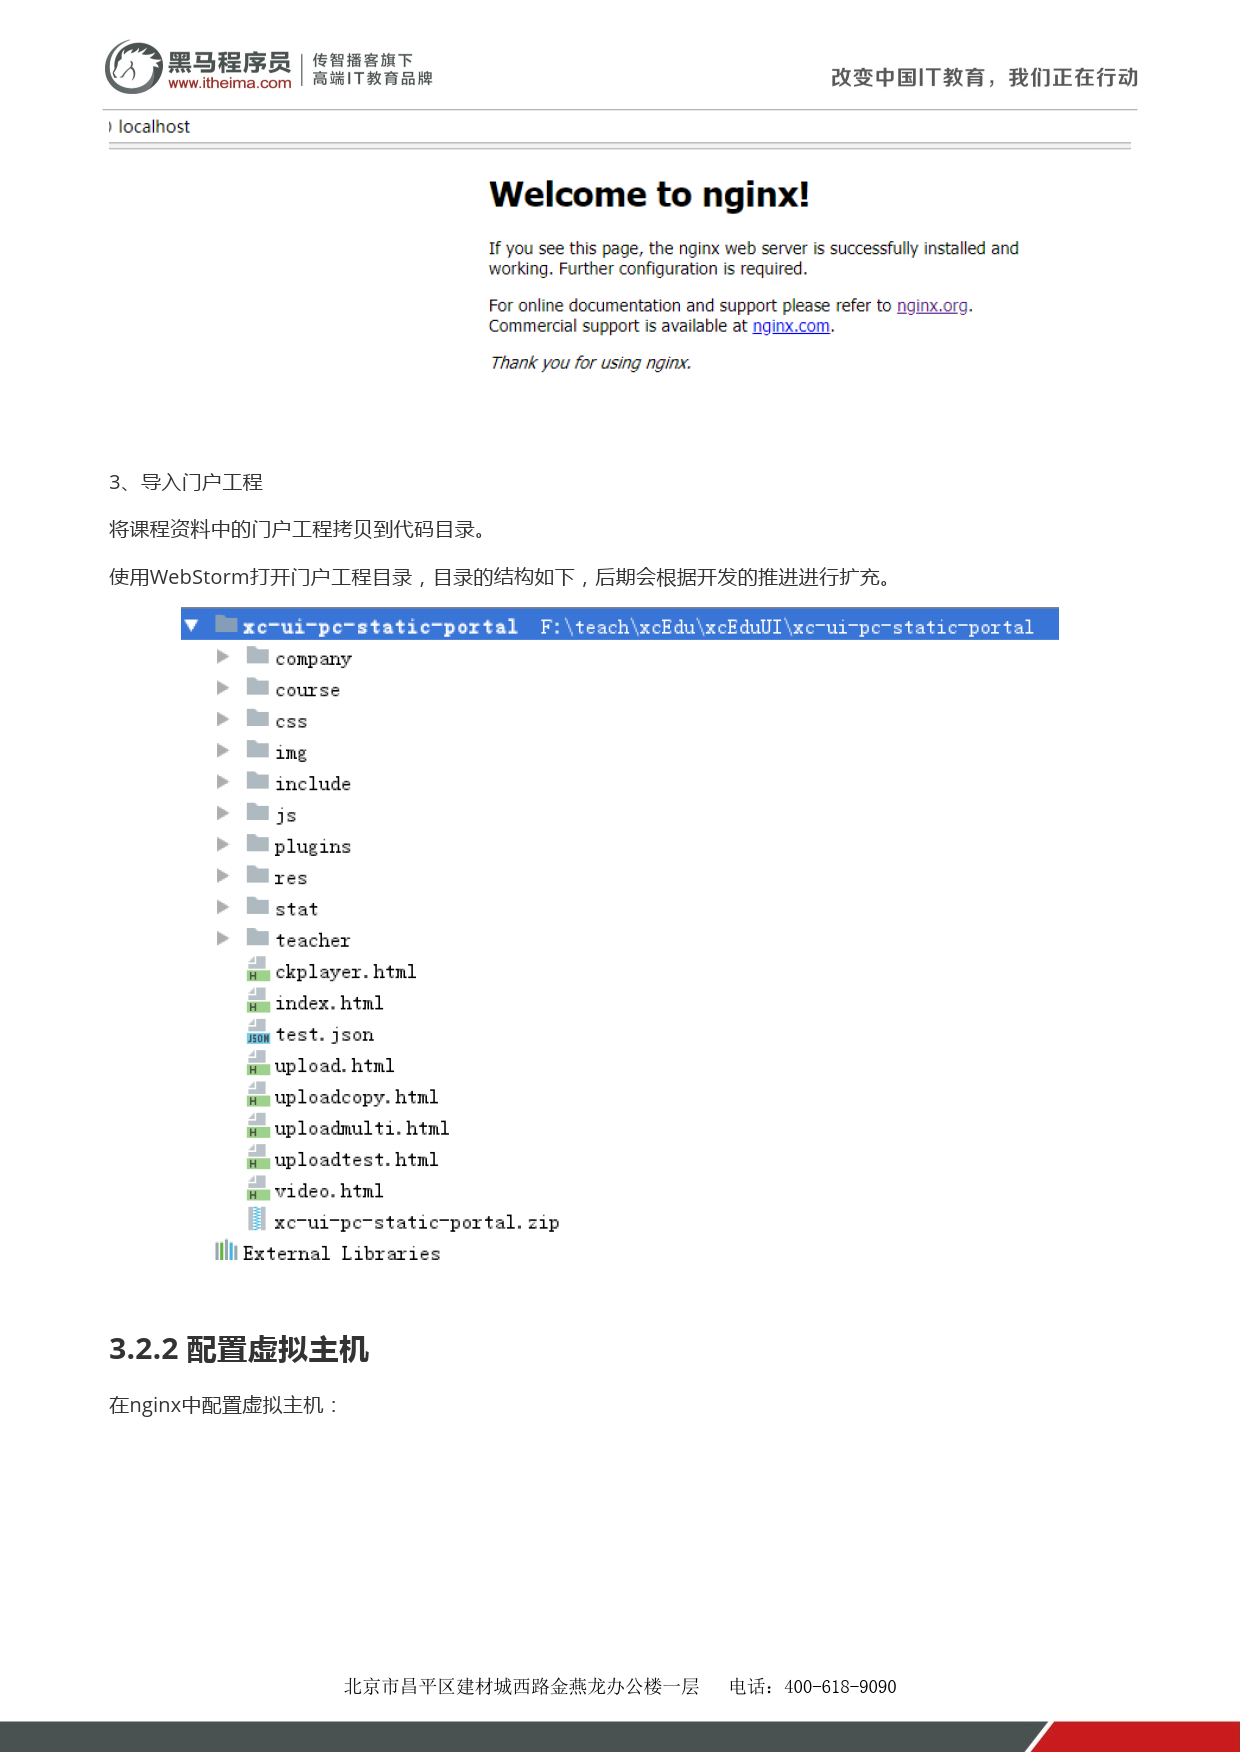 黑马程序员
www.itheima.com
传智播客旗下
高端IT教育品牌
改变中国IT教育，我们正在行动
localhost
Welcome to nginx!
If you see this page, the nginx web server is successfully installed and
working. Further configuration is required.
For online documentation and support please refer to nginx.org.
Commercial support is available at nginx.com.
Thank you for using nginx.
3、导入门户工程
将课程资料中的门户工程拷贝到代码目录。
使用WebStorm打开门户工程目录，目录的结构如下，后期会根据开发的推进进行扩充。
xc-ui-pc-static-portal F:\teach\xcEdu\xcEduUI\xc-ui-pc-static-portal
company
course
css
img
include
js
plugins
res
stat
teacher
ckplayer.html
index.html
test.json
upload.html
uploadcopy.html
uploadmulti.html
uploadtest.html
video.html
xc-ui-pc-static-portal.zip
External Libraries
3.2.2 配置虚拟主机
在nginx中配置虚拟主机：
北京市昌平区建材城西路金燕龙办公楼一层 电话：400-618-9090